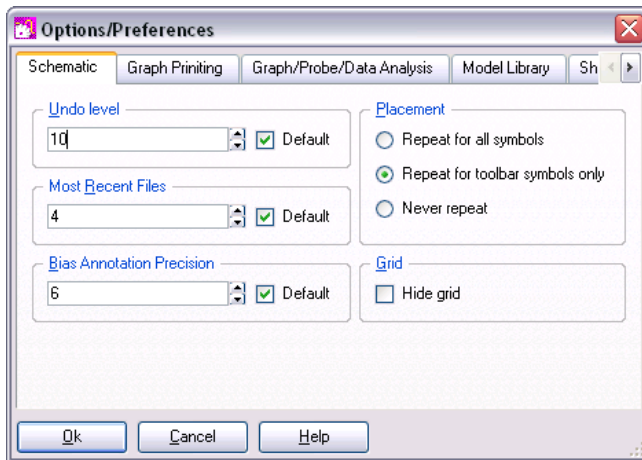 Options/Preferences
Schematic
Graph Priniting
Graph/Probe/Data Analysis
Model Library
Sh
Undo level
10
Default
Most Recent Files
4
Default
Bias Annotation Precision
6
Default
Placement
Repeat for all symbols
Repeat for toolbar symbols only
Never repeat
Grid
Hide grid
Ok
Cancel
Help